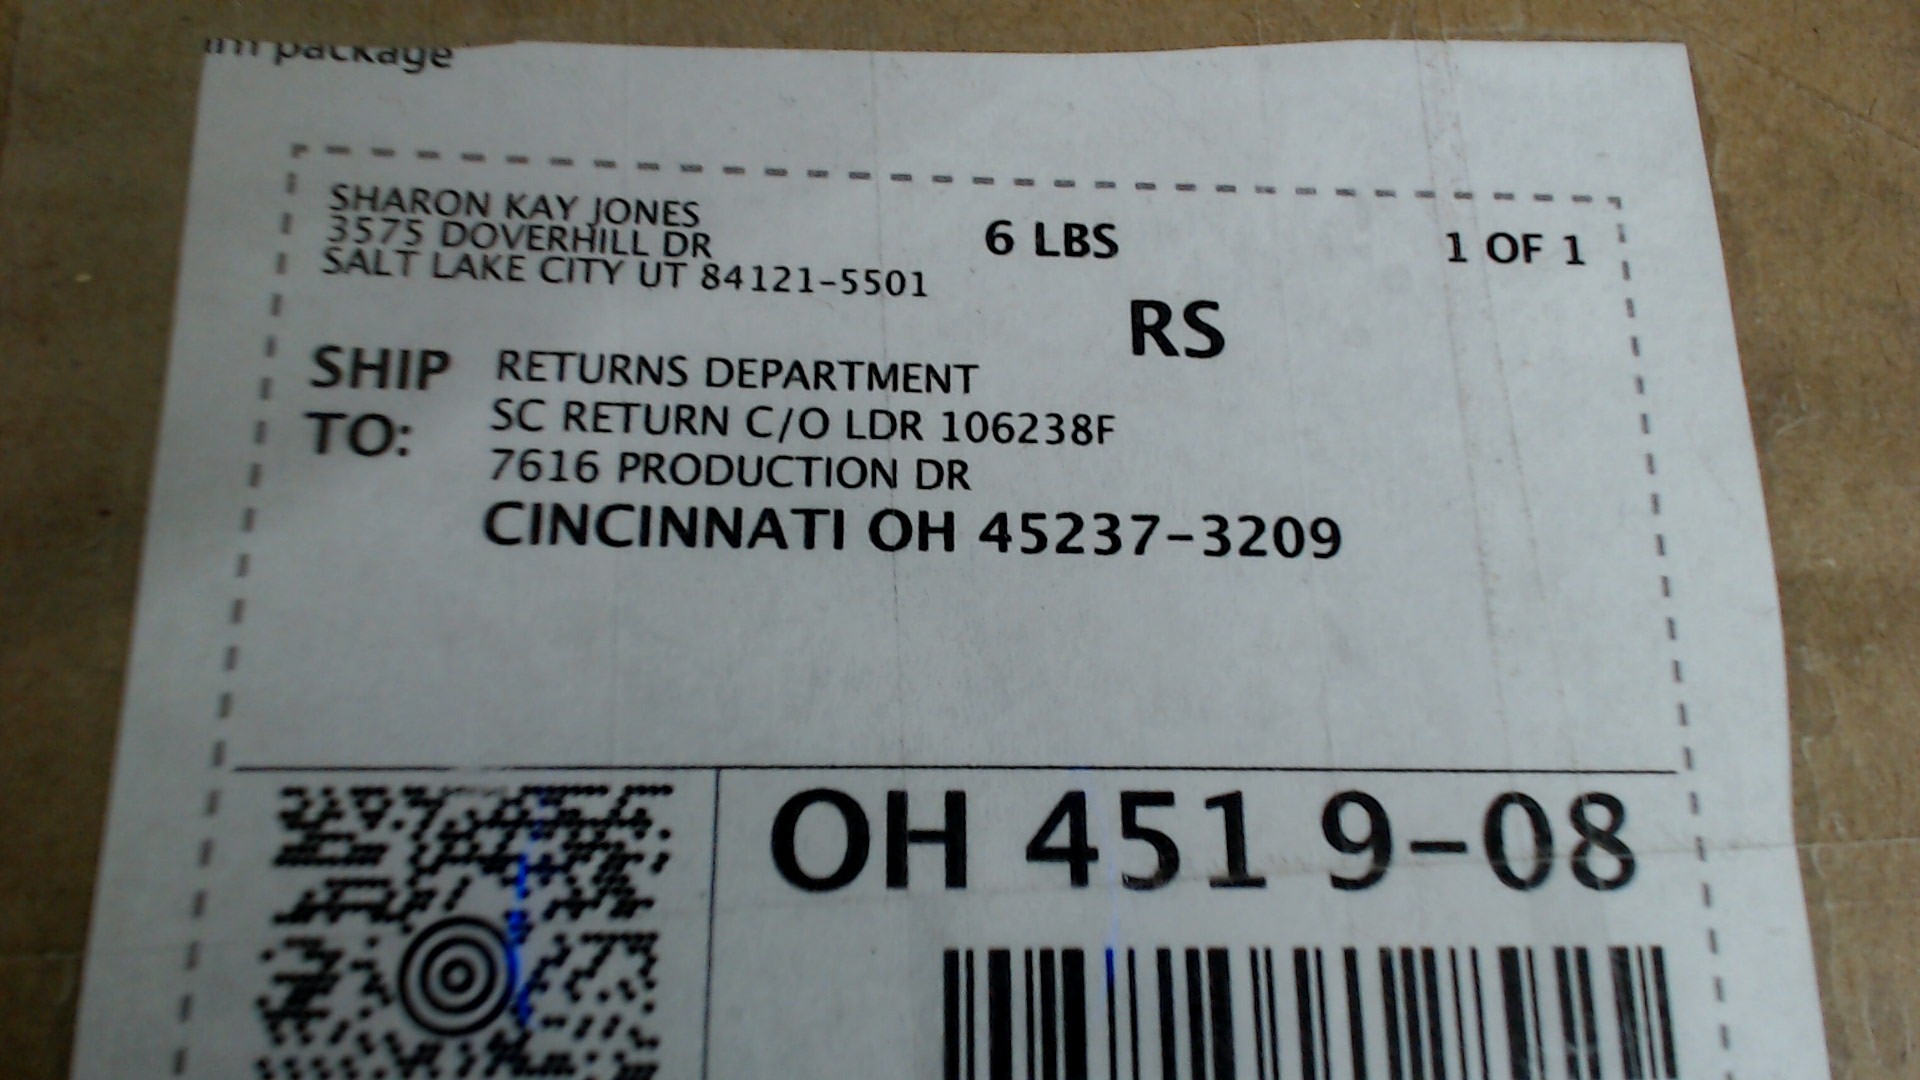 package
SHARON KAY JONES
3575 DOVERHILL DR
SALT LAKE CITY UT 84121-5501
6 LBS
1 OF 1
RS
SHIP TO:
RETURNS DEPARTMENT
SC RETURN C/O LDR 106238F
7616 PRODUCTION DR
CINCINNATI OH 45237-3209
OH 451 9-08